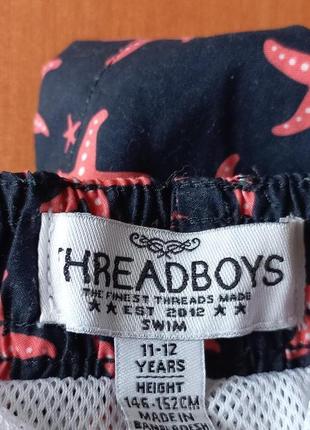 THREADBOYS
THE FINEST THREADS MADE
★★ EST 2012 ★★
SWIM
11-12
YEARS
HEIGHT
146-152CM
MADE IN
BANGLADESH